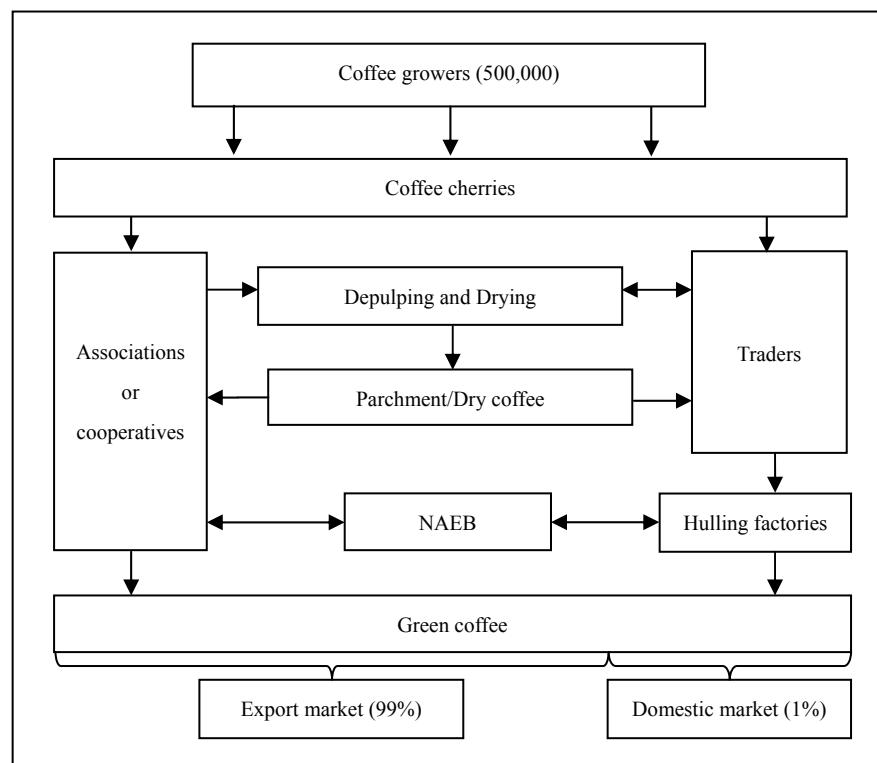 Coffee growers (500,000)
Coffee cherries
Associations
or
cooperatives
Depulping and Drying
Traders
Parchment/Dry coffee
NAEB
Hulling factories
Green coffee
Export market (99%)
Domestic market (1%)